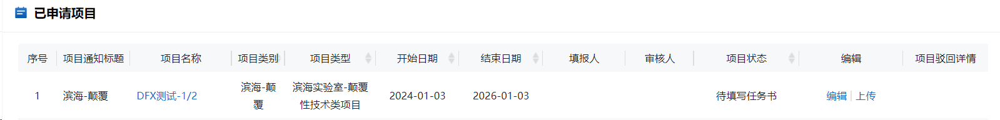 已申请项目
序号 项目通知标题 项目名称 项目类别 项目类型 开始日期 结束日期 填报人 审核人 项目状态 编辑 项目驳回详情
1 滨海-颠覆 DFX测试-1/2 滨海-颠 滨海实验室-颠覆 2024-01-03 2026-01-03 待填写任务书 编辑 | 上传
覆 性技术类项目